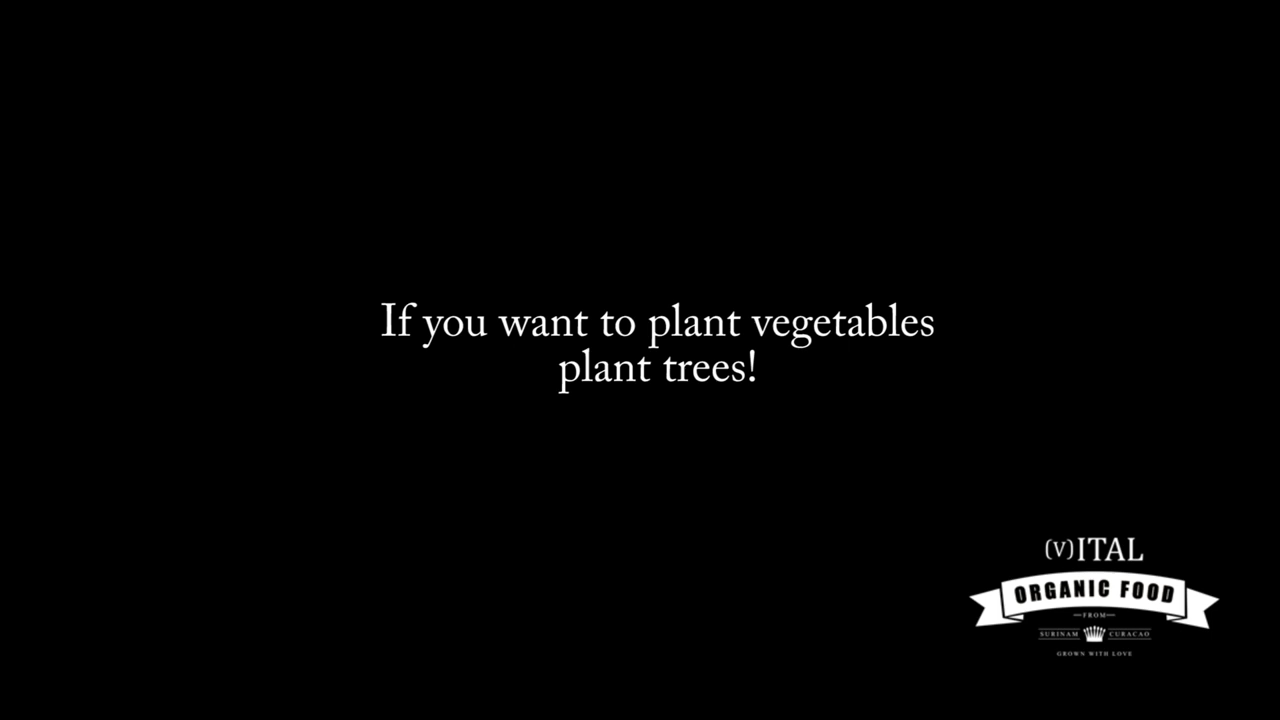 If you want to plant vegetables
plant trees!
(V)ITAL
ORGANIC FOOD
FROM
SURINAM CURACAO
GROWN WITH LOVE